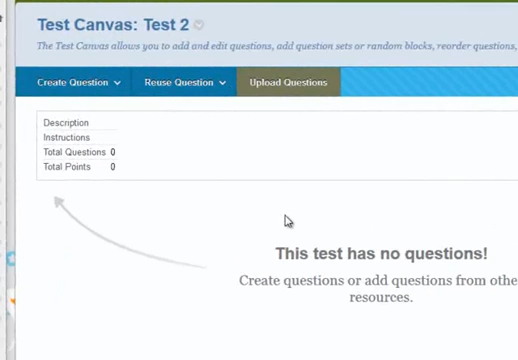 Test Canvas: Test 2
The Test Canvas allows you to add and edit questions, add question sets or random blocks, reorder questions,
Create Question Reuse Question Upload Questions
Description
Instructions
Total Questions 0
Total Points 0
This test has no questions!
Create questions or add questions from othe
resources.